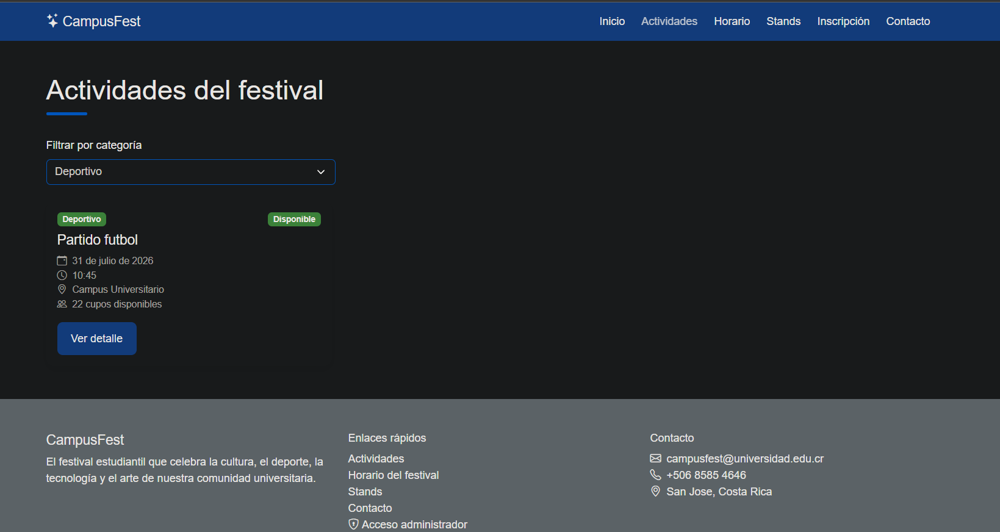 CampusFest
Inicio
Actividades
Horario
Stands
Inscripción
Contacto
Actividades del festival
Filtrar por categoría
Deportivo
Deportivo
Disponible
Partido futbol
31 de julio de 2026
10:45
Campus Universitario
22 cupos disponibles
Ver detalle
CampusFest
El festival estudiantil que celebra la cultura, el deporte, la
tecnología y el arte de nuestra comunidad universitaria.
Enlaces rápidos
Actividades
Horario del festival
Stands
Contacto
Acceso administrador
Contacto
campusfest@universidad.edu.cr
+506 8585 4646
San Jose, Costa Rica